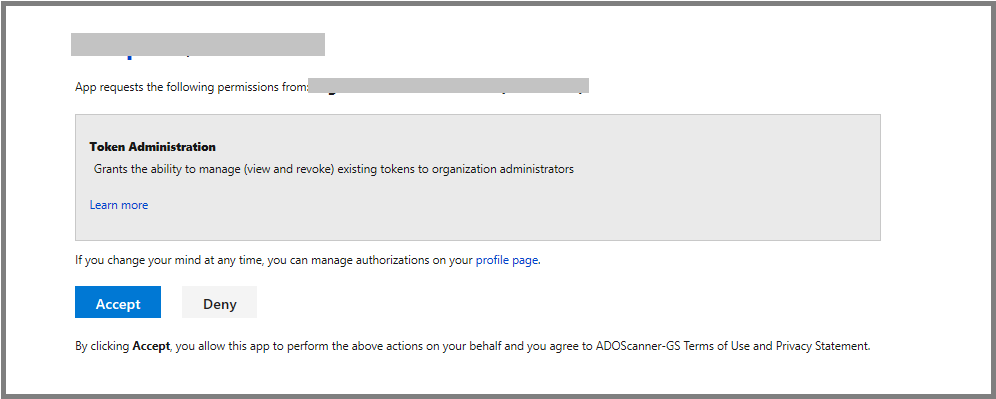 App requests the following permissions from:
Token Administration
Grants the ability to manage (view and revoke) existing tokens to organization administrators
Learn more
If you change your mind at any time, you can manage authorizations on your profile page.
Accept Deny
By clicking Accept, you allow this app to perform the above actions on your behalf and you agree to ADOScanner-GS Terms of Use and Privacy Statement.